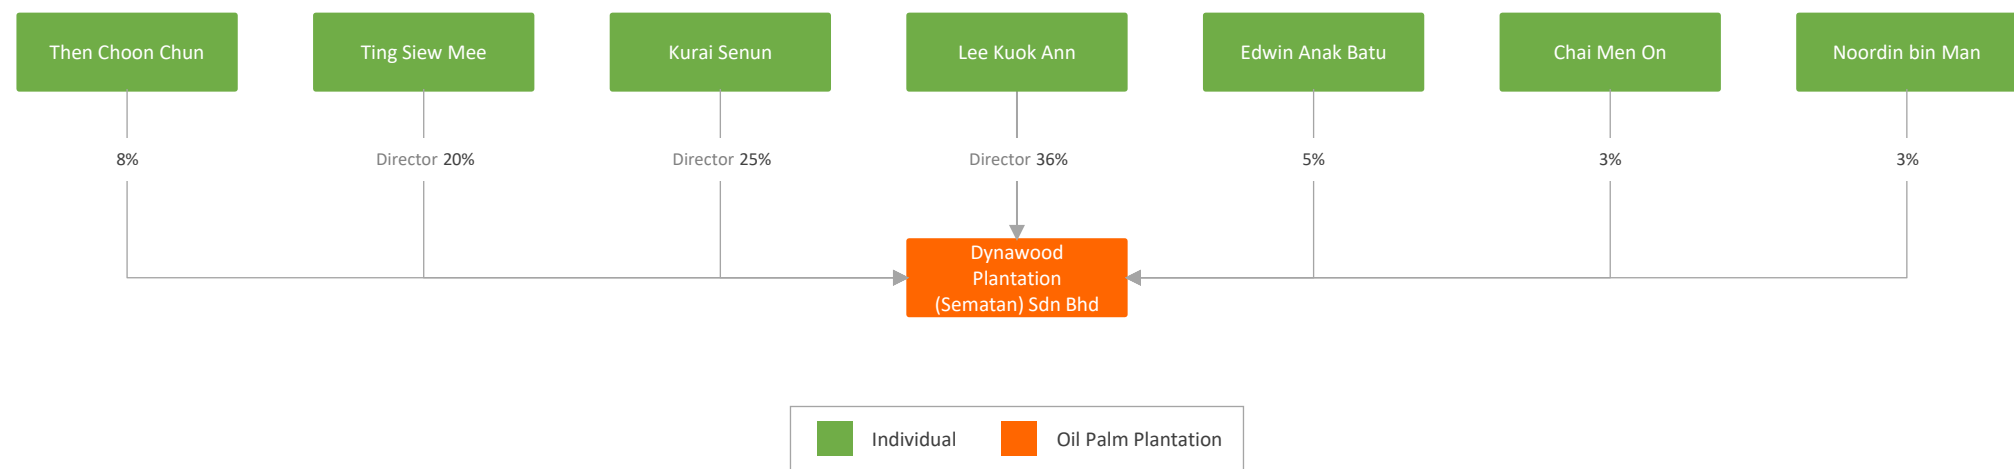 Then Choon Chun
Ting Siew Mee
Kurai Senun
Lee Kuok Ann
Edwin Anak Batu
Chai Men On
Noordin bin Man
8%
Director 20%
Director 25%
Director 36%
5%
3%
3%
Dynawood
Plantation
(Sematan) Sdn Bhd
Individual
Oil Palm Plantation